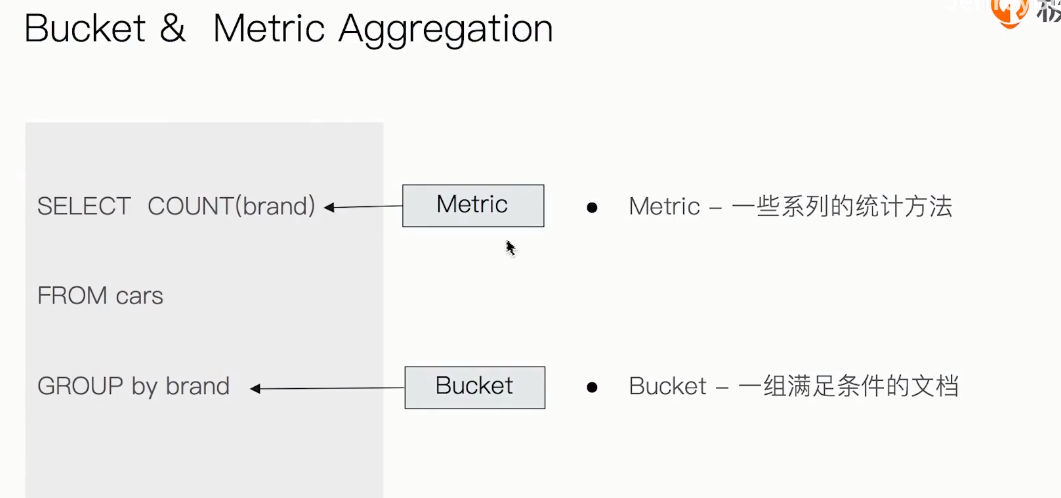 Bucket & Metric Aggregation
SELECT COUNT(brand)
Metric
● Metric – 一些系列的统计方法
FROM cars
GROUP by brand
Bucket
● Bucket – 一组满足条件的文档